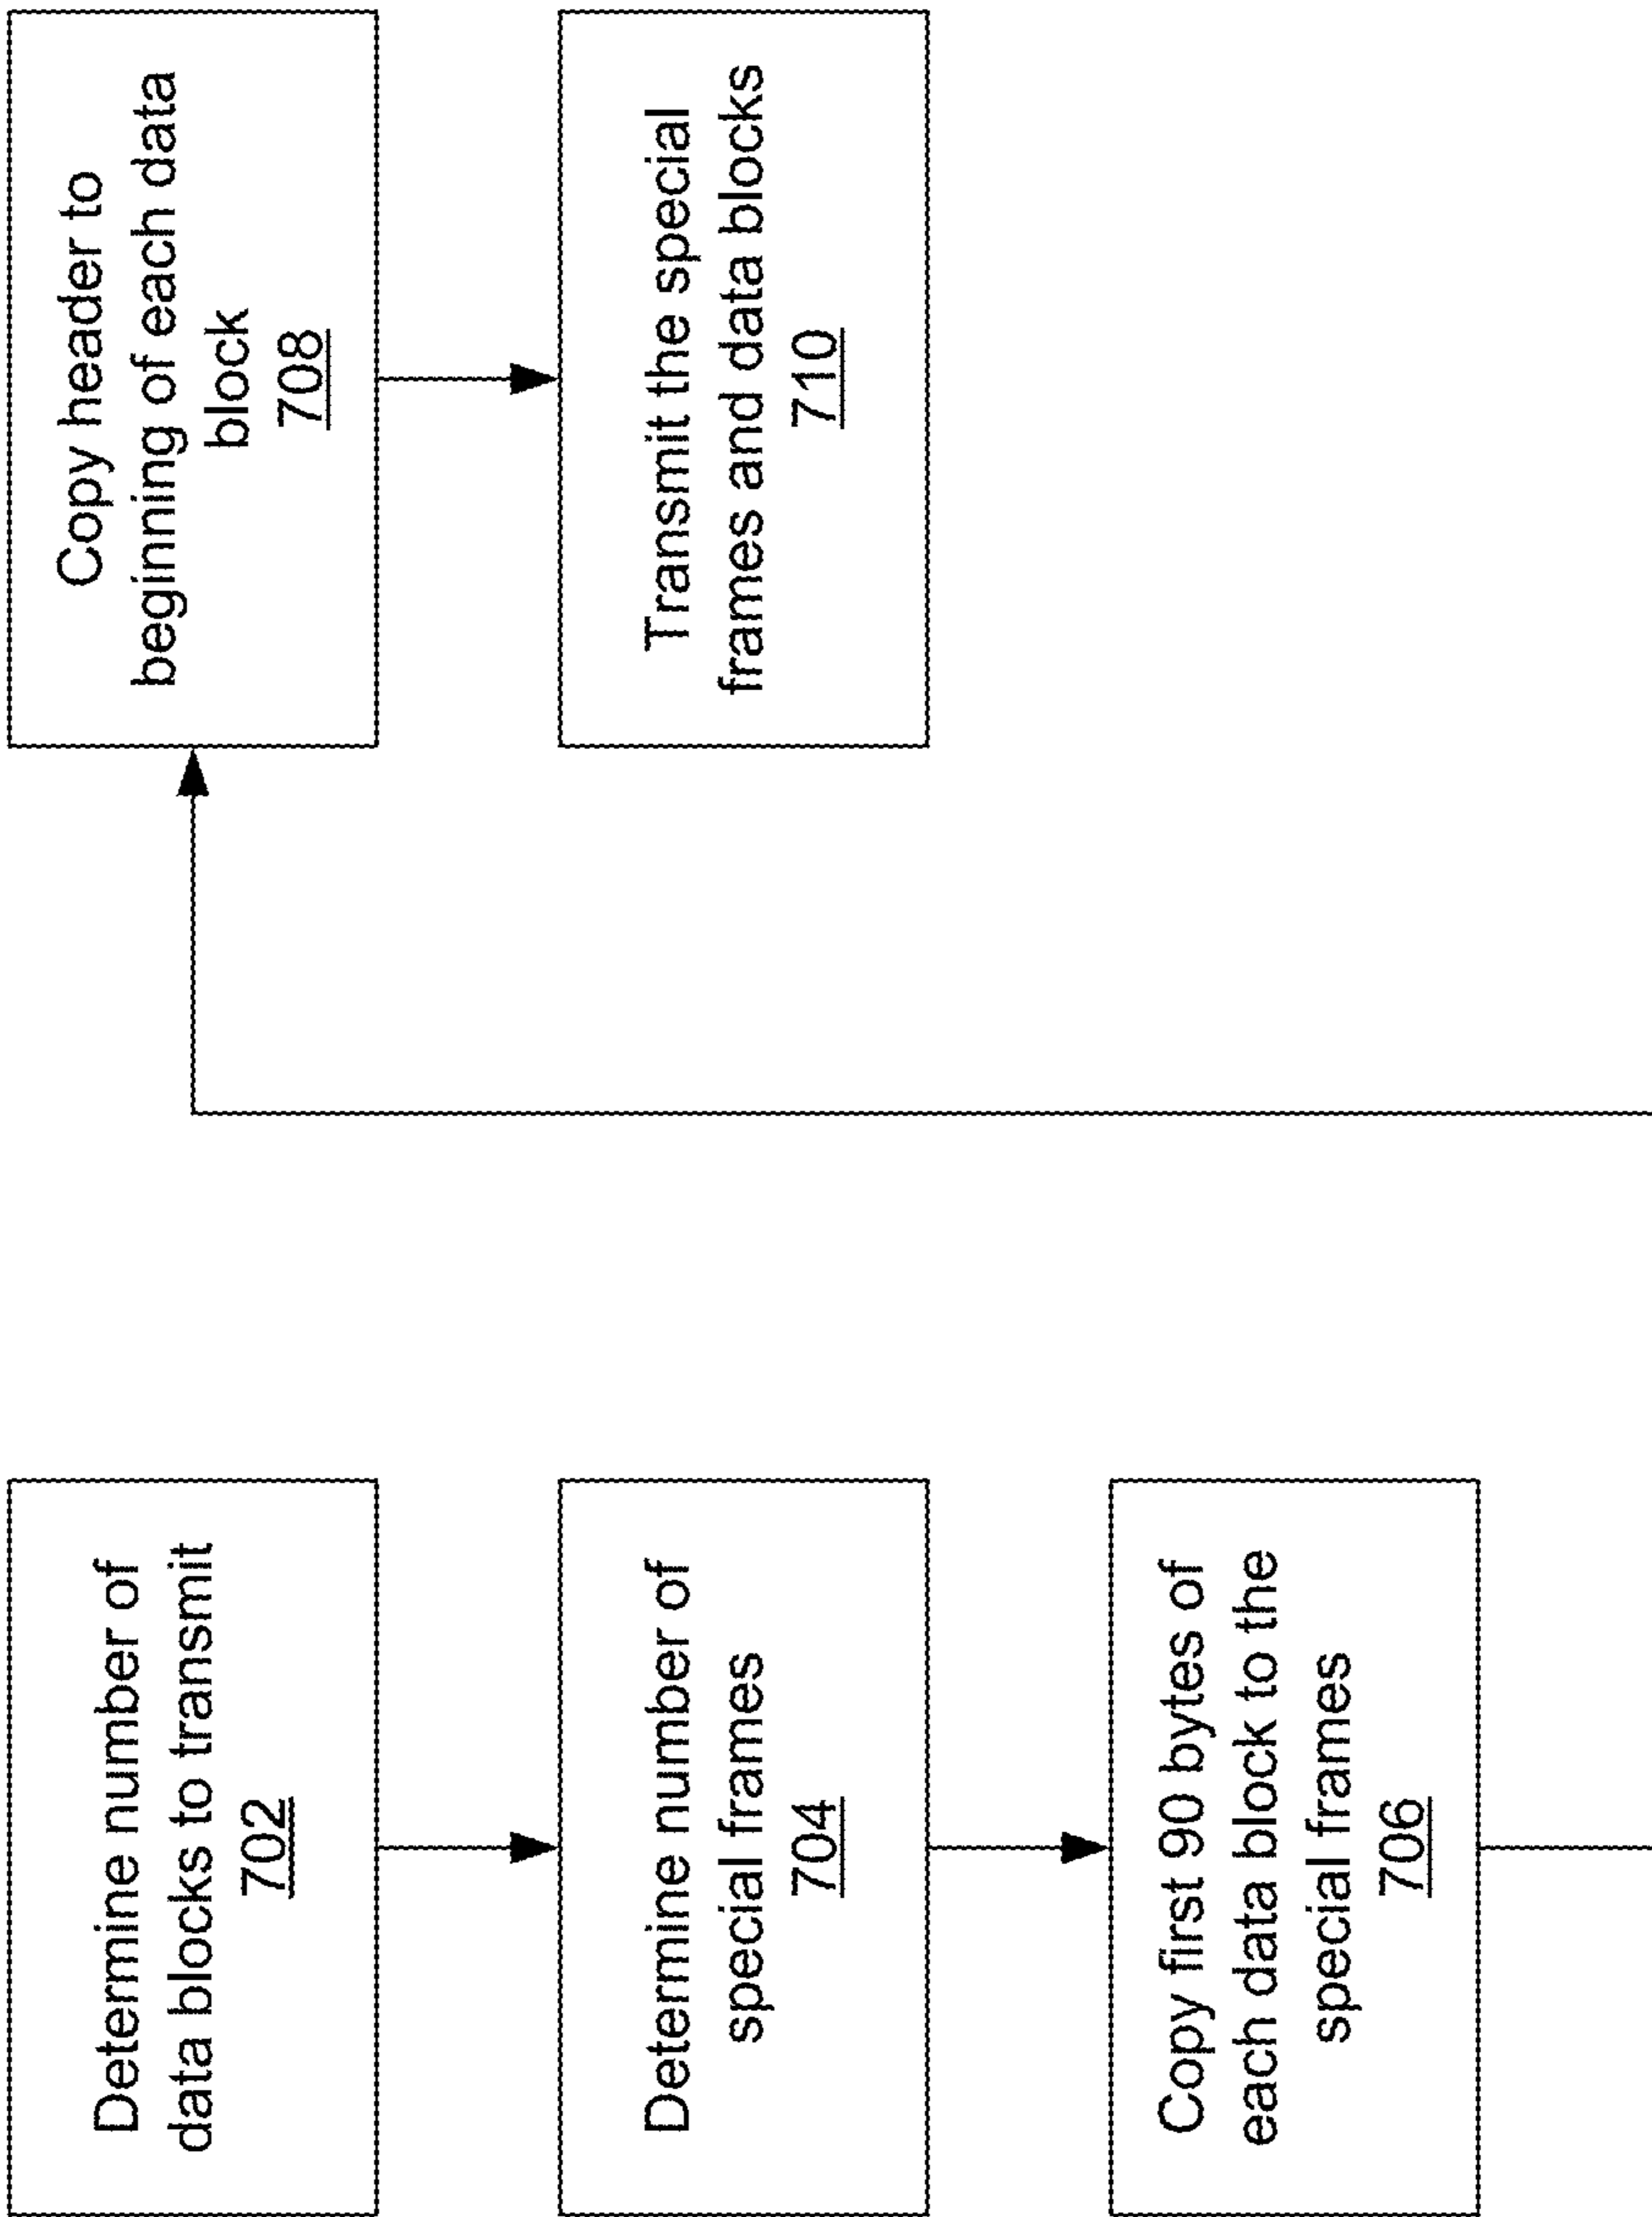 Determine number of
data blocks to transmit
702
Determine number of
special frames
704
Copy first 90 bytes of
each data block to the
special frames
706
Copy header to
beginning of each data
block
708
Transmit the special
frames and data blocks
710